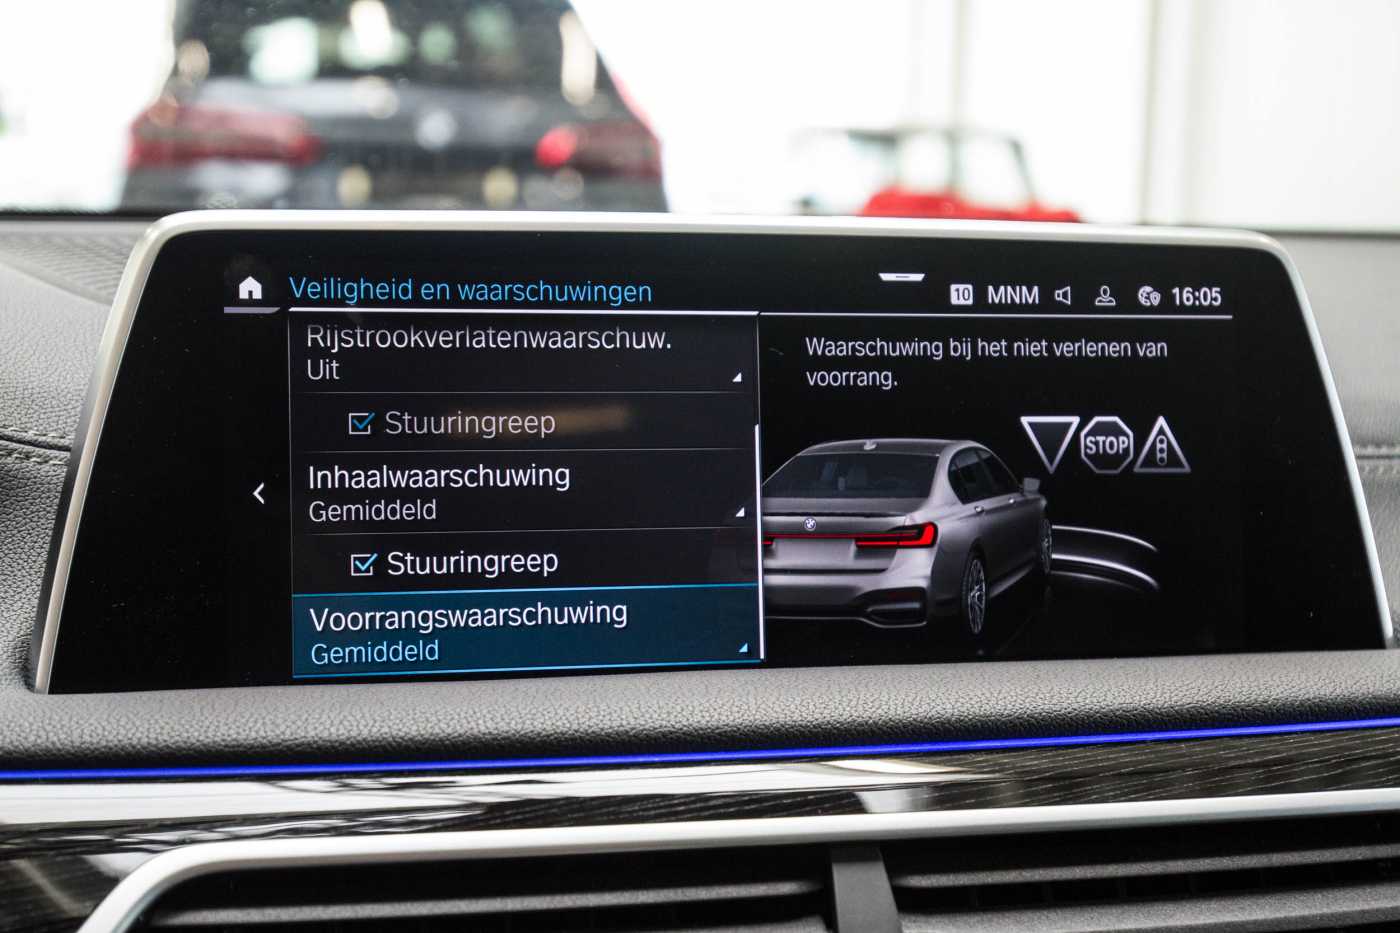 Veiligheid en waarschuwingen
10 MNM 16:05
Rijstrookverlatenwaarschuw.
Uit
Stuuringreep
Inhaalwaarschuwing
Gemiddeld
Stuuringreep
Voorrangswaarschuwing
Gemiddeld
Waarschuwing bij het niet verlenen van
voorrang.
STOP